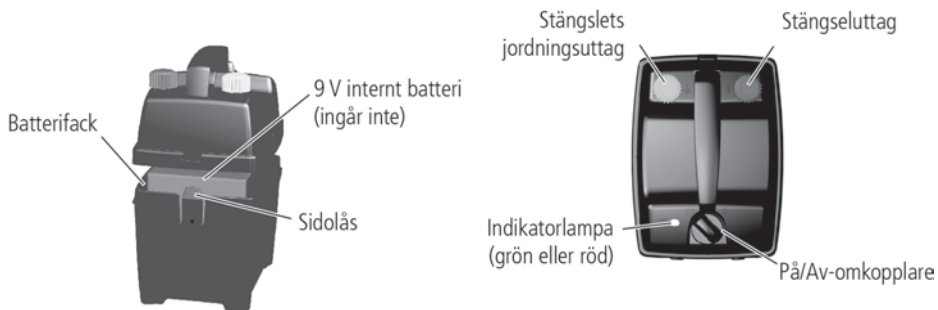 Batterifack
9 V internt batteri
(ingår inte)
Sidolås
Stängslets
jordningsuttag
Stängseluttag
Indikatorlampa
(grön eller röd)
På/Av-omkopplare